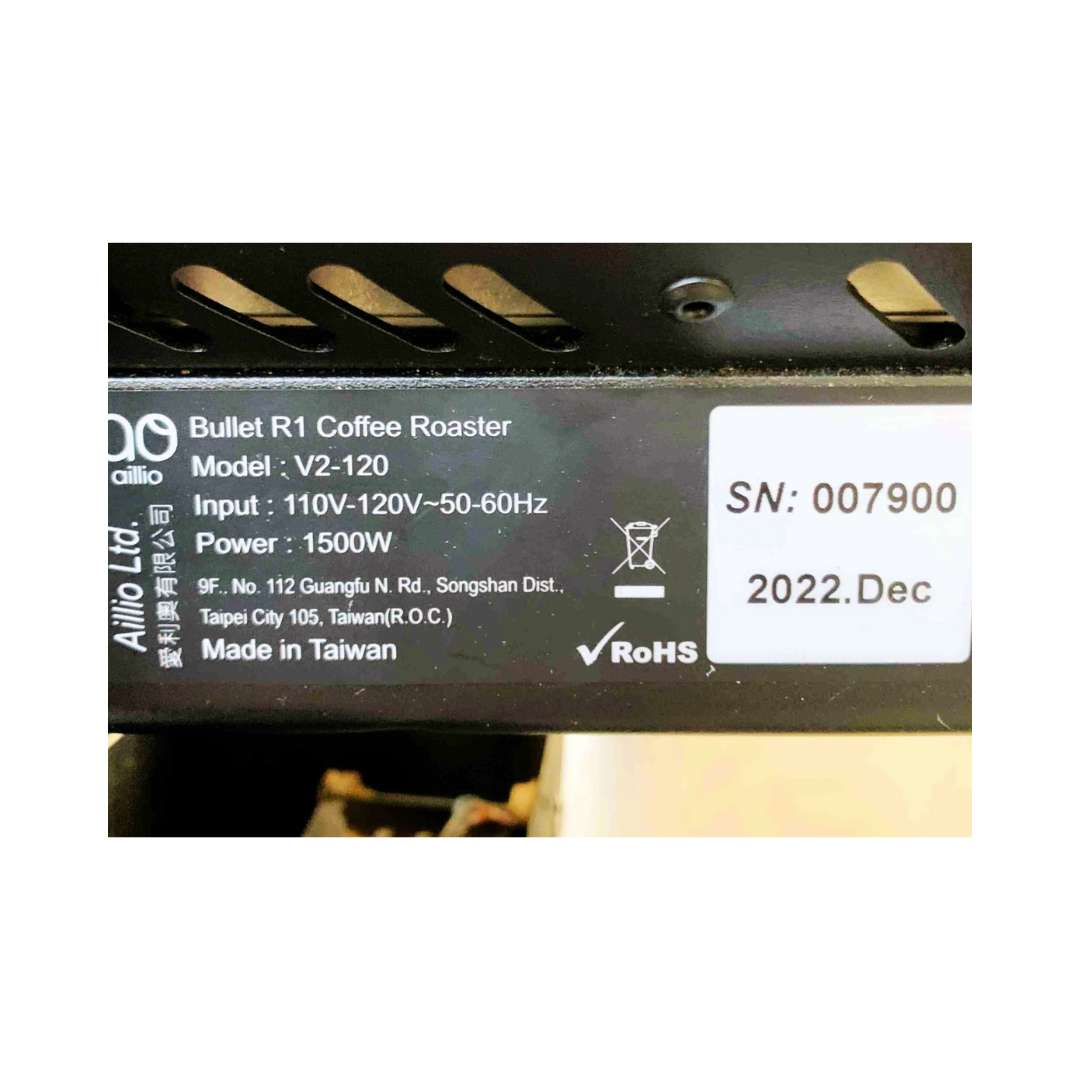 aillio
Aillio Ltd.
愛利奧有限公司
Bullet R1 Coffee Roaster
Model : V2-120
Input : 110V-120V~50-60Hz
Power : 1500W
9F., No. 112 Guangfu N. Rd., Songshan Dist.,
Taipei City 105, Taiwan(R.O.C.)
Made in Taiwan
RoHS
SN: 007900
2022.Dec